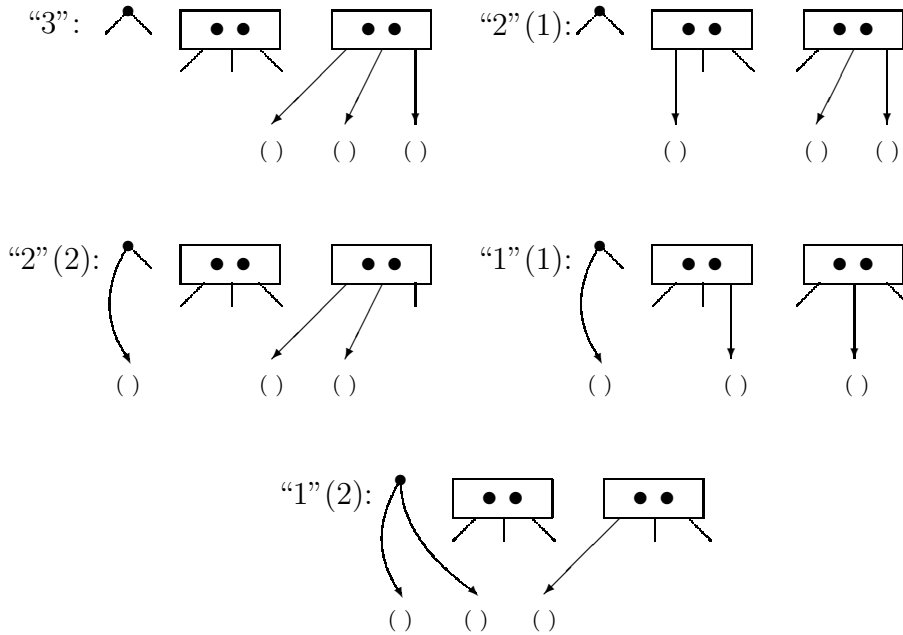 “3”: “2”(1):
( ) ( ) ( ) ( ) ( ) ( )
“2”(2): “1”(1):
( ) ( ) ( ) ( ) ( ) ( )
“1”(2):
( ) ( ) ( )